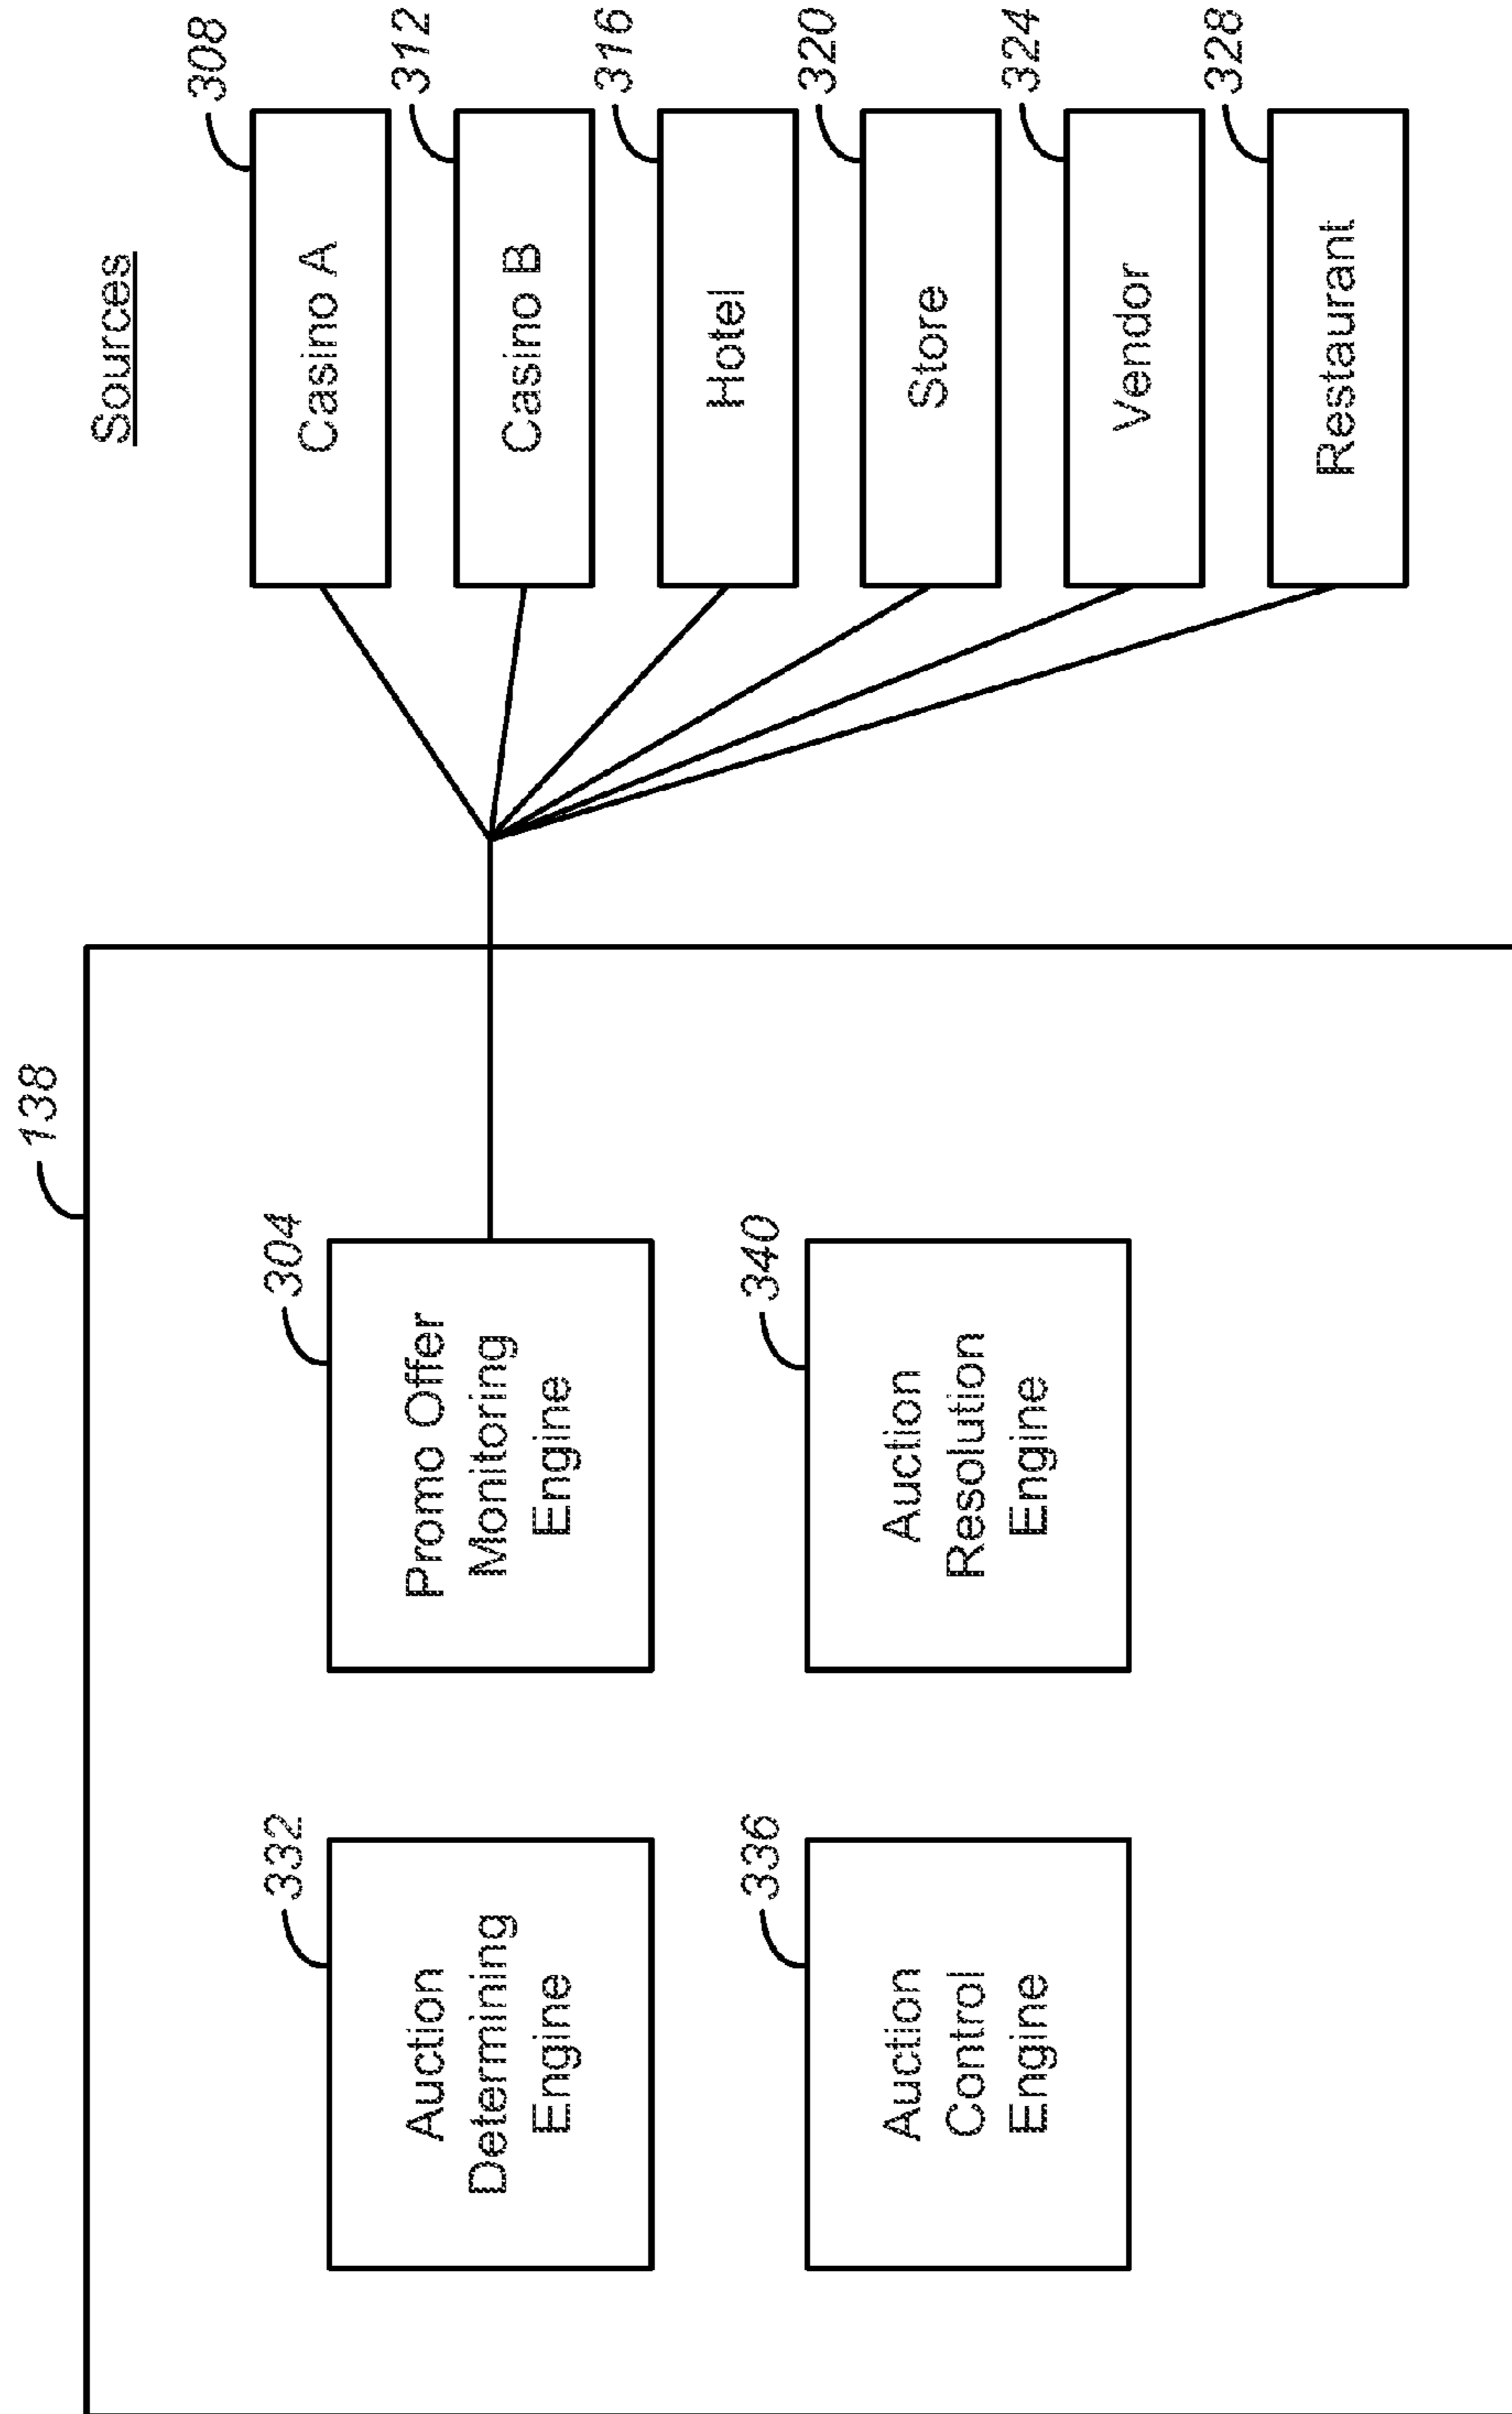 138
332
Auction
Determining
Engine
304
Promo Offer
Monitoring
Engine
336
Auction
Control
Engine
340
Auction
Resolution
Engine
Sources
308
Casino A
312
Casino B
316
Hotel
320
Store
324
Vendor
328
Restaurant